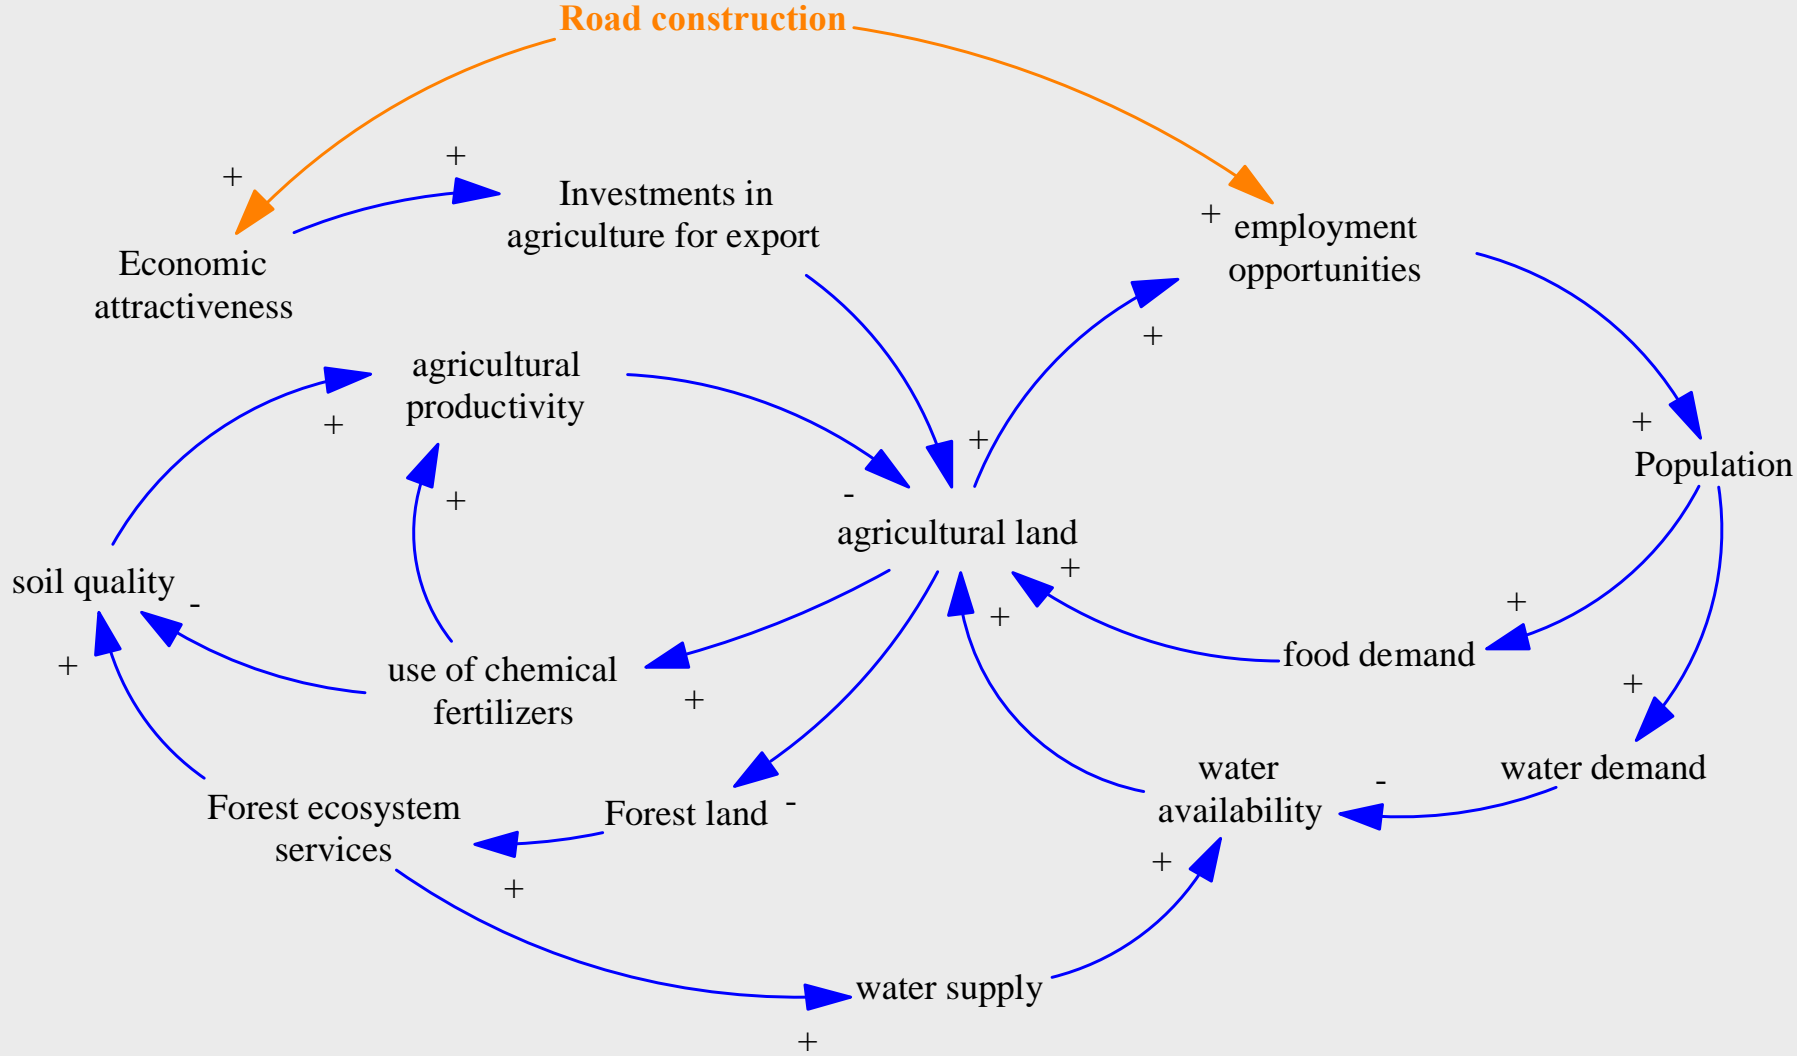 Road construction
+
+
Investments in
agriculture for export
+
employment
opportunities
Economic
attractiveness
+
agricultural
productivity
+
+
+
Population
+
-
agricultural land
+
soil quality
-
+
+
+
food demand
use of chemical
fertilizers
+
+
+
water
availability
-
water demand
Forest ecosystem
services
Forest land
-
+
+
water supply
+